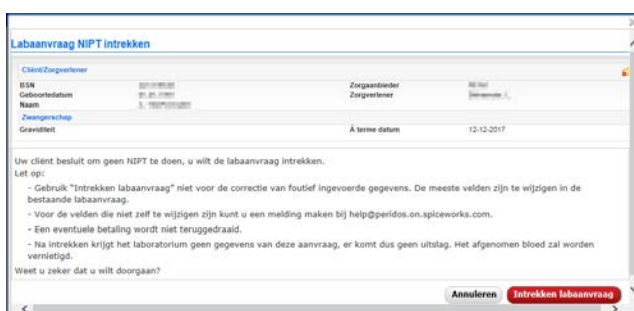 Labaanvraag NIPT intrekken
Cliënt/Zorgverlener
BSN Zorgaanbieder
Geboortedatum Zorgverlener
Naam
Zwangerschap
Graviditeit À terme datum 12-12-2017
Uw cliënt besluit om geen NIPT te doen, u wilt de labaanvraag intrekken.
Let op:
- Gebruik "Intrekken labaanvraag" niet voor de correctie van foutief ingevoerde gegevens. De meeste velden zijn te wijzigen in de
bestaande labaanvraag.
- Voor de velden die niet zelf te wijzigen zijn kunt u een melding maken bij help@peridos.on.spiceworks.com.
- Een eventuele betaling wordt niet teruggedraaid.
- Na intrekken krijgt het laboratorium geen gegevens van deze aanvraag, er komt dus geen uitslag. Het afgenomen bloed zal worden
vernietigd.
Weet u zeker dat u wilt doorgaan?
Annuleren Intrekken labaanvraag